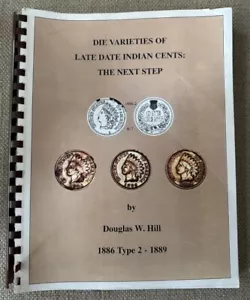 DIE VARIETIES OF
LATE DATE INDIAN CENTS:
THE NEXT STEP
by
Douglas W. Hill
1886 Type 2 - 1889